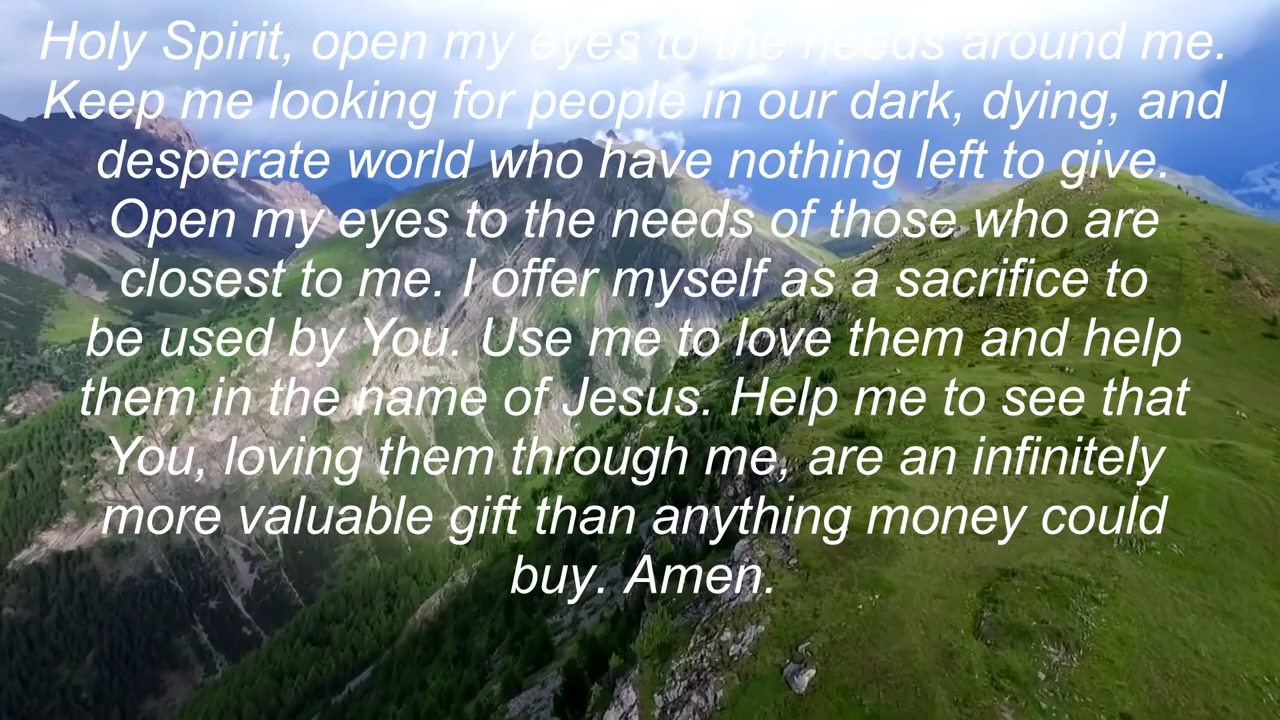 Holy Spirit, open my eyes to the needs around me.
Keep me looking for people in our dark, dying, and
desperate world who have nothing left to give.
Open my eyes to the needs of those who are
closest to me. I offer myself as a sacrifice to
be used by You. Use me to love them and help
them in the name of Jesus. Help me to see that
You, loving them through me, are an infinitely
more valuable gift than anything money could
buy. Amen.